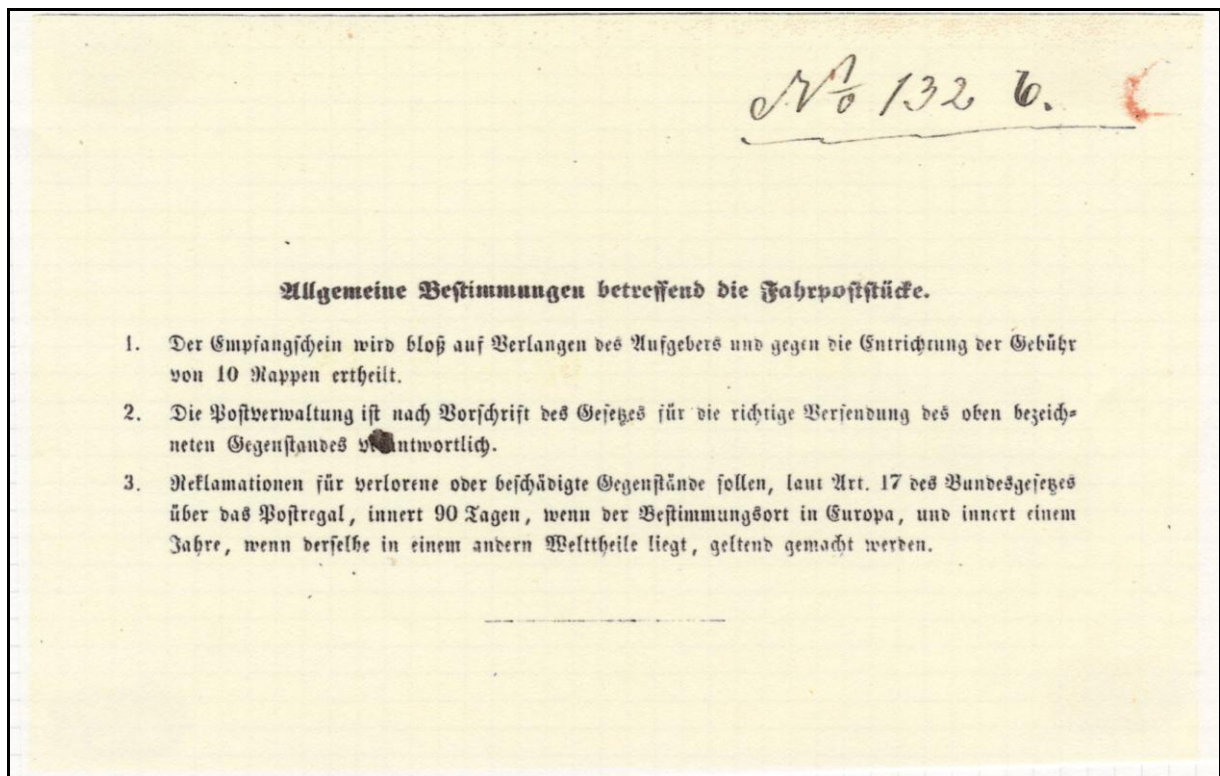 No 132 b.
Allgemeine Bestimmungen betreffend die Fahrpoststücke.
1. Der Empfangschein wird bloß auf Verlangen des Aufgebers und gegen die Entrichtung der Gebühr
von 10 Rappen ertheilt.
2. Die Postverwaltung ist nach Vorschrift des Gesetzes für die richtige Versendung des oben bezeich=
neten Gegenstandes verantwortlich.
3. Reklamationen für verlorene oder beschädigte Gegenstände sollen, laut Art. 17 des Bundesgesetzes
über das Postregal, innert 90 Tagen, wenn der Bestimmungsort in Europa, und innert einem
Jahre, wenn derselbe in einem andern Welttheile liegt, geltend gemacht werden.